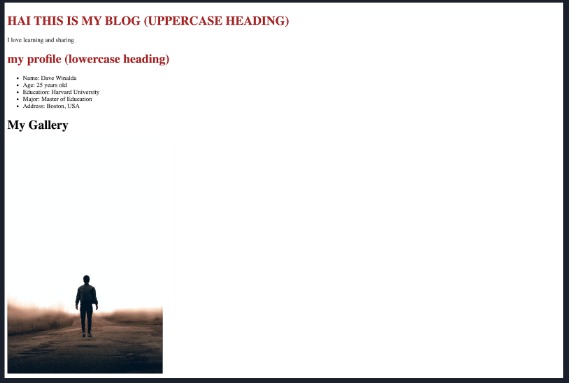 HAI THIS IS MY BLOG (UPPERCASE HEADING)
I love learning and sharing
my profile (lowercase heading)
Name: Dave Winalda
Age: 25 years old
Education: Harvard University
Major: Master of Education
Address: Boston, USA
My Gallery